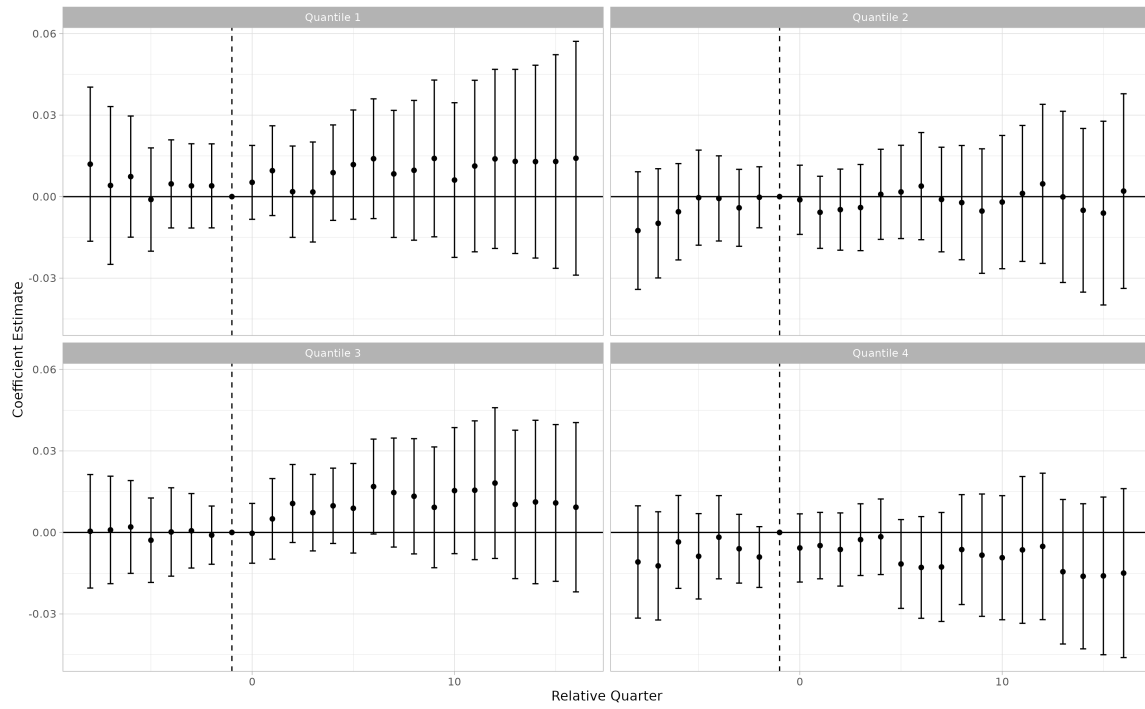 Quantile 1
Quantile 2
0.06
0.03
0.00
-0.03
Quantile 3
Quantile 4
0.06
0.03
0.00
-0.03
0
10
0
10
Coefficient Estimate
Relative Quarter